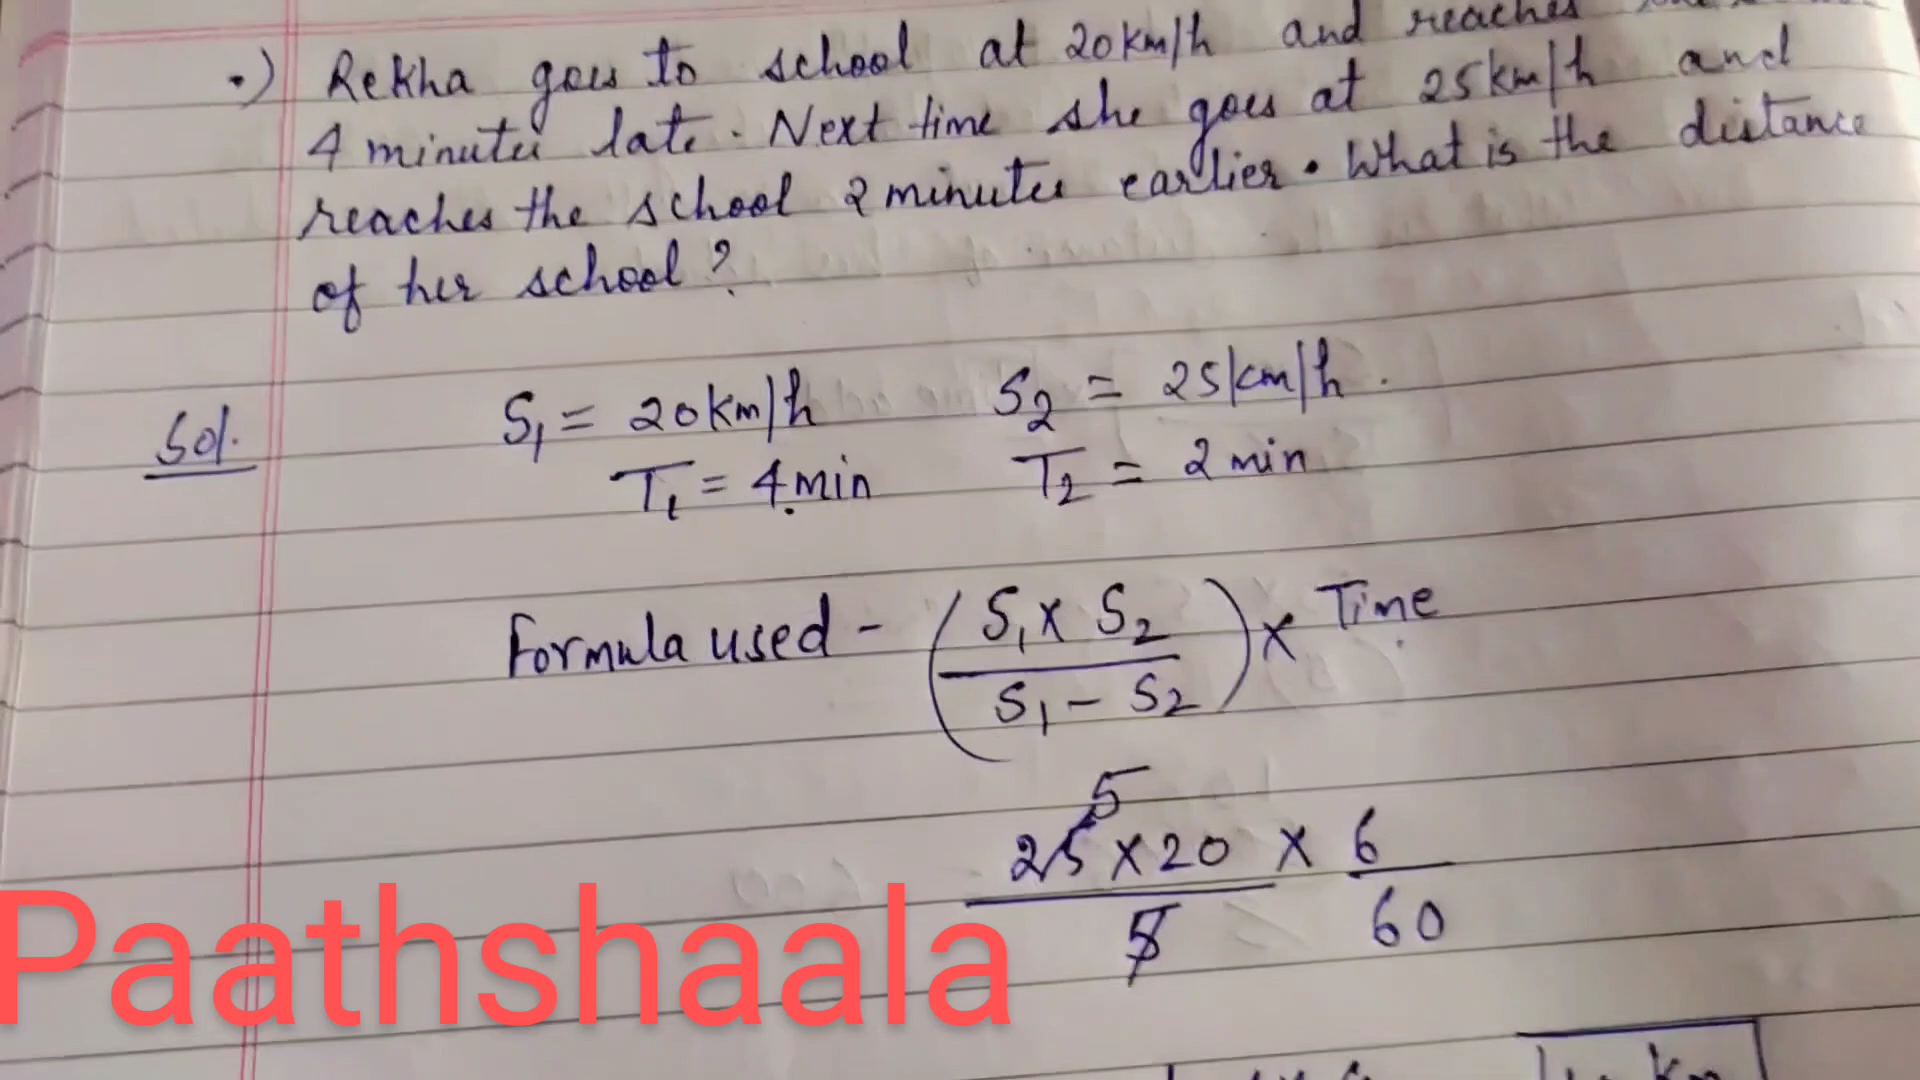 •) Rekha goes to school at 20km/h and reaches
4 minutes late. Next time she goes at 25km/h and
reaches the school 2 minutes earlier. What is the distance
of her school?
Sol.
S₁ = 20km/h S₂ = 25km/h.
T₁ = 4min T₂ = 2 min
Formula used - (S₁ x S₂ / S₁ - S₂) x Time
5
25 x 20 x 6
5 60
Paathshaala
km